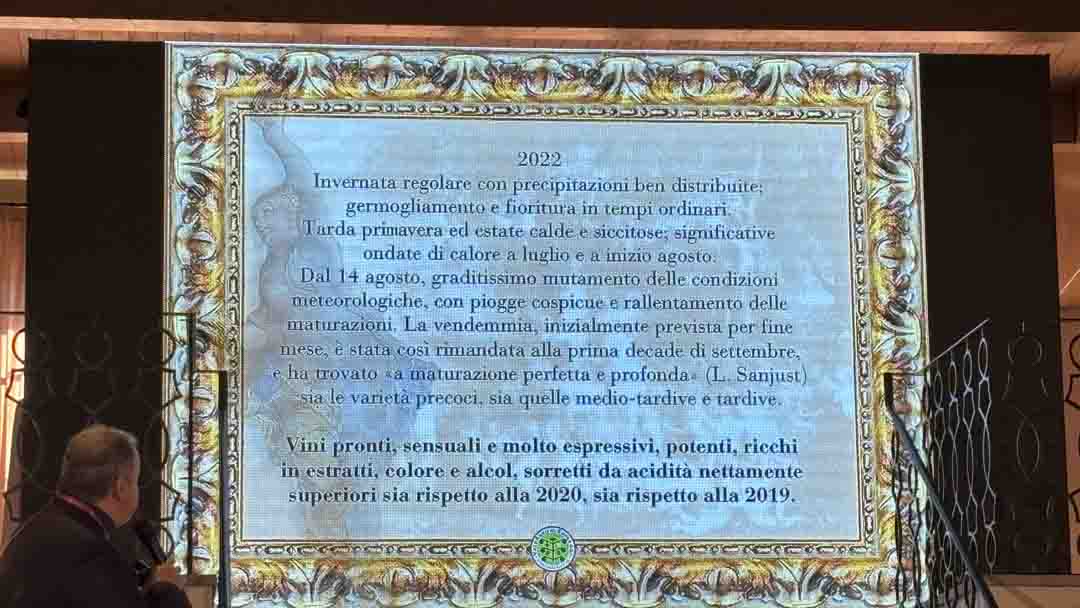 2022
Invernata regolare con precipitazioni ben distribuite;
germogliamento e fioritura in tempi ordinari.
Tarda primavera ed estate calde e siccitose; significative
ondate di calore a luglio e a inizio agosto.
Dal 14 agosto, graditissimo mutamento delle condizioni
meteorologiche, con piogge cospicue e rallentamento delle
maturazioni. La vendemmia, inizialmente prevista per fine
mese, è stata così rimandata alla prima decade di settembre,
e ha trovato «a maturazione perfetta e profonda» (L. Sanjust)
sia le varietà precoci, sia quelle medio-tardive e tardive.
Vini pronti, sensuali e molto espressivi, potenti, ricchi
in estratti, colore e alcol, sorretti da acidità nettamente
superiori sia rispetto alla 2020, sia rispetto alla 2019.